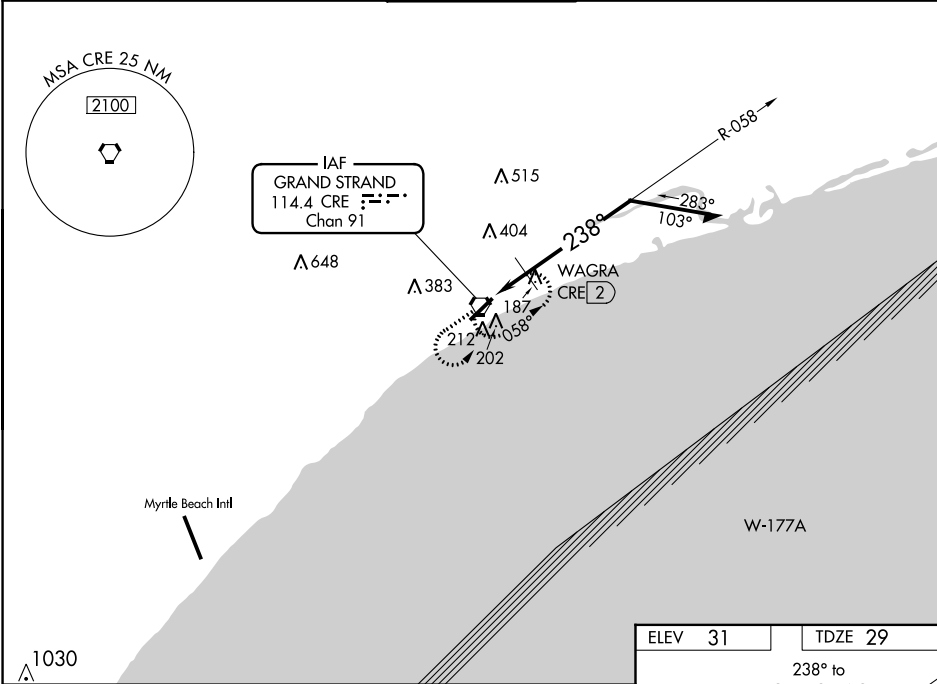 MSA CRE 25 NM
2100
IAF
GRAND STRAND
114.4 CRE
Chan 91
515
404
648
383
R-058
283°
103°
238°
WAGRA
CRE 2
187
058°
212
202
Myrtle Beach Intl
W-177A
1030
ELEV 31
TDZE 29
238° to